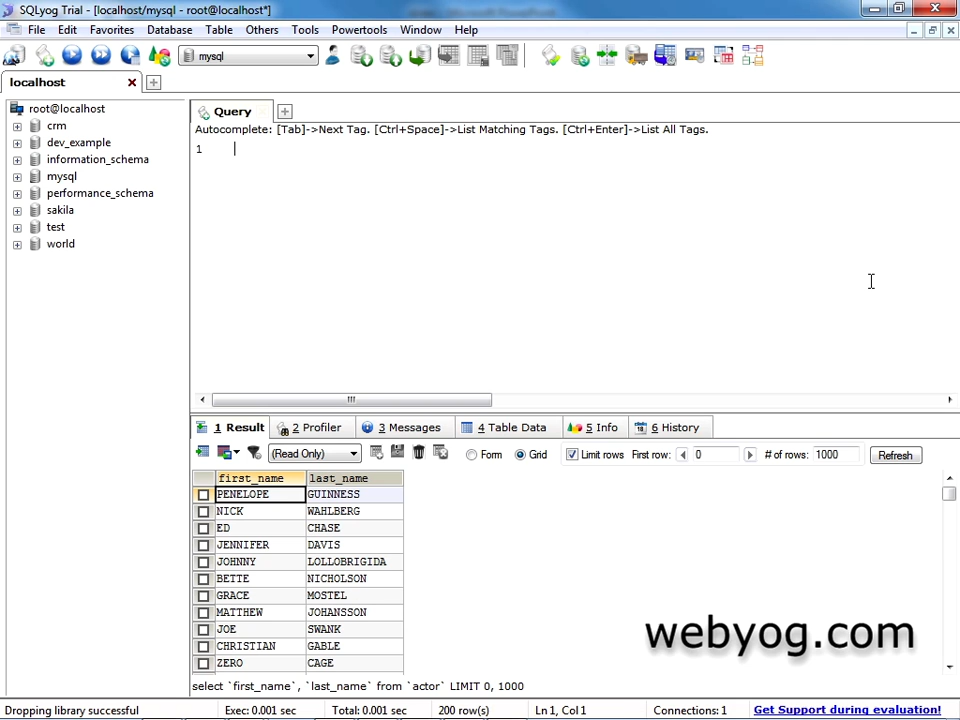 SQLyog Trial - [localhost/mysql - root@localhost*]
File Edit Favorites Database Table Others Tools Powertools Window Help
mysql
localhost
root@localhost
crm
dev_example
information_schema
mysql
performance_schema
sakila
test
world
Query
Autocomplete: [Tab]->Next Tag. [Ctrl+Space]->List Matching Tags. [Ctrl+Enter]->List All Tags.
1
1 Result 2 Profiler 3 Messages 4 Table Data 5 Info 6 History
(Read Only) Form Grid Limit rows First row: 0 # of rows: 1000 Refresh
first_name last_name
PENELOPE GUINNESS
NICK WAHLBERG
ED CHASE
JENNIFER DAVIS
JOHNNY LOLLOBRIGIDA
BETTE NICHOLSON
GRACE MOSTEL
MATTHEW JOHANSSON
JOE SWANK
CHRISTIAN GABLE
ZERO CAGE
webyog.com
select `first_name`, `last_name` from `actor` LIMIT 0, 1000
Dropping library successful Exec: 0.001 sec Total: 0.001 sec 200 row(s) Ln 1, Col 1 Connections: 1 Get Support during evaluation!